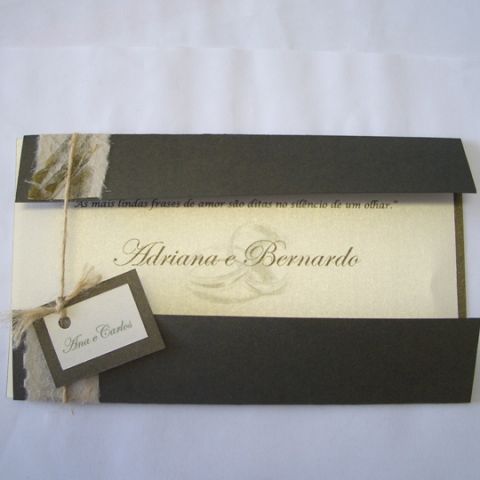 "As mais lindas frases de amor são ditas no silêncio de um olhar."
Adriana e Bernardo
Ana e Carlos